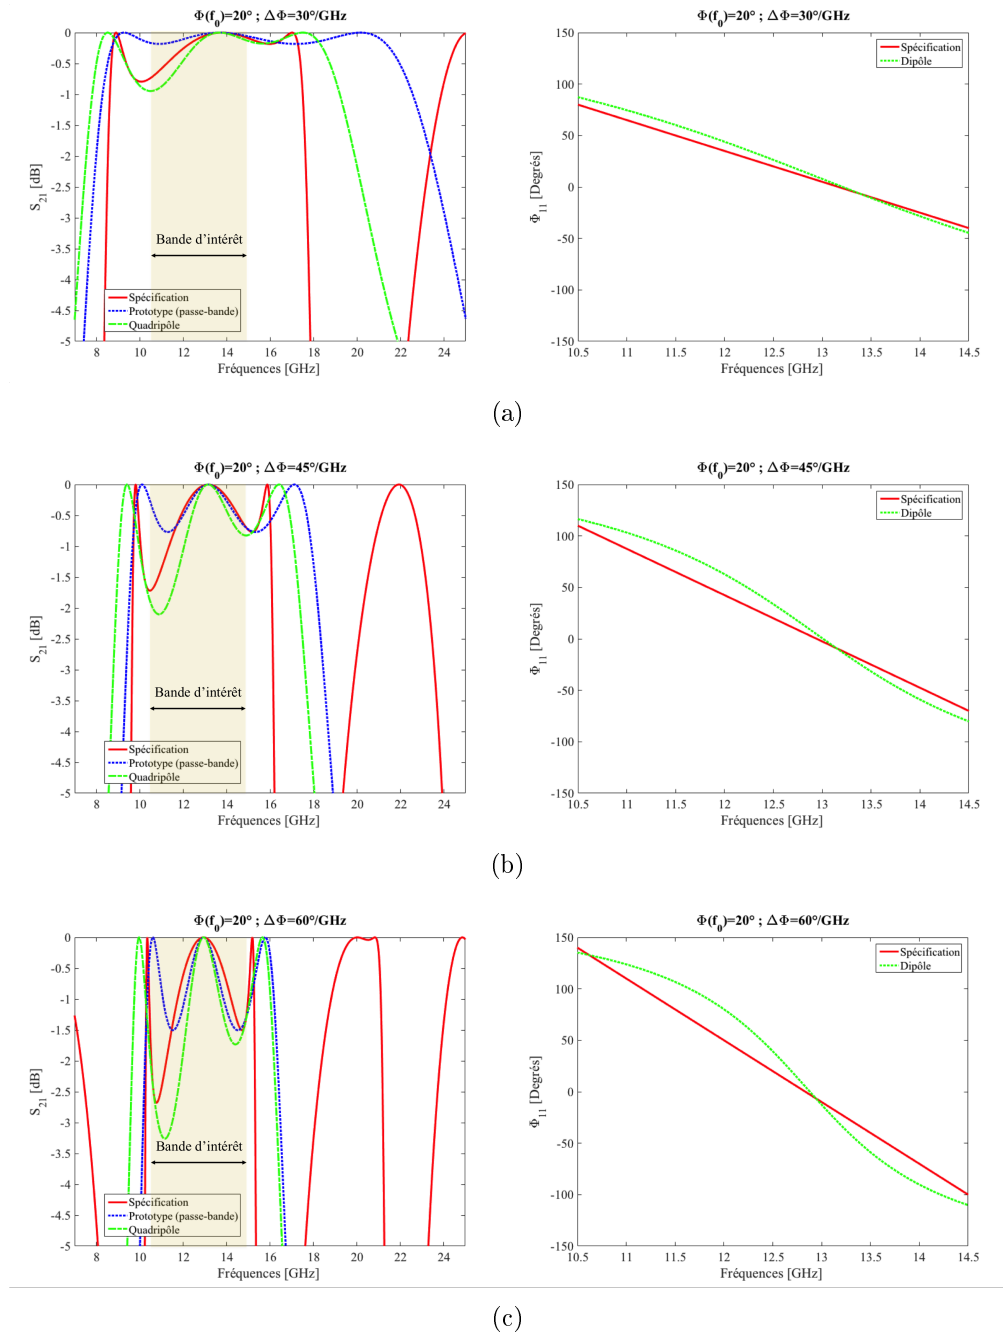 Φ(f0)=20° ; ΔΦ=30°/GHz
0
-0.5
-1
-1.5
-2
-2.5
-3
-3.5
-4
-4.5
-5
S21 [dB]
Bande d'intérêt
Spécification
Prototype (passe-bande)
Quadripôle
8 10 12 14 16 18 20 22 24
Fréquences [GHz]
Φ(f0)=20° ; ΔΦ=30°/GHz
150
100
50
0
-50
-100
-150
Φ11 [Degrés]
Spécification
Dipôle
10.5 11 11.5 12 12.5 13 13.5 14 14.5
Fréquences [GHz]
(a)
Φ(f0)=20° ; ΔΦ=45°/GHz
0
-0.5
-1
-1.5
-2
-2.5
-3
-3.5
-4
-4.5
-5
S21 [dB]
Bande d'intérêt
Spécification
Prototype (passe-bande)
Quadripôle
8 10 12 14 16 18 20 22 24
Fréquences [GHz]
Φ(f0)=20° ; ΔΦ=45°/GHz
150
100
50
0
-50
-100
-150
Φ11 [Degrés]
Spécification
Dipôle
10.5 11 11.5 12 12.5 13 13.5 14 14.5
Fréquences [GHz]
(b)
Φ(f0)=20° ; ΔΦ=60°/GHz
0
-0.5
-1
-1.5
-2
-2.5
-3
-3.5
-4
-4.5
-5
S21 [dB]
Bande d'intérêt
Spécification
Prototype (passe-bande)
Quadripôle
8 10 12 14 16 18 20 22 24
Fréquences [GHz]
Φ(f0)=20° ; ΔΦ=60°/GHz
150
100
50
0
-50
-100
-150
Φ11 [Degrés]
Spécification
Dipôle
10.5 11 11.5 12 12.5 13 13.5 14 14.5
Fréquences [GHz]
(c)